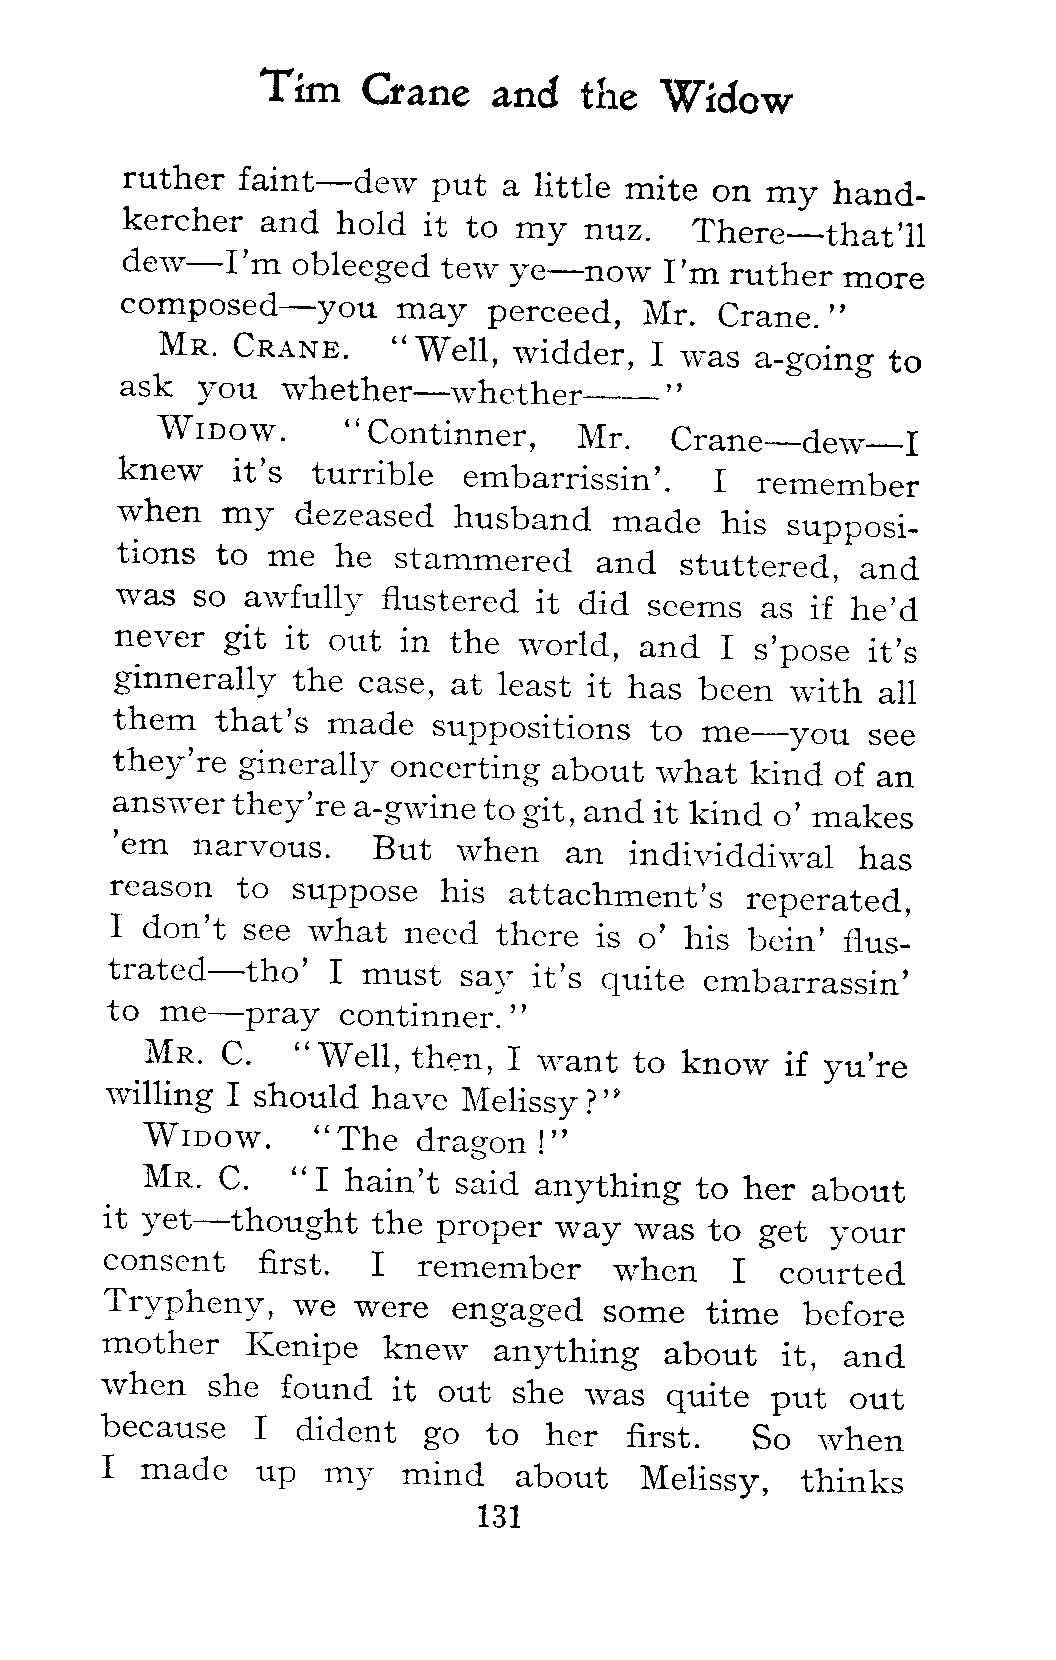 Tim Crane and the Widow
ruther faint—dew put a little mite on my hand-
kercher and hold it to my nuz. There—that'll
dew—I'm obleeged tew ye—now I'm ruther more
composed—you may perceed, Mr. Crane."
MR. CRANE. "Well, widder, I was a-going to
ask you whether—whether——"
WIDOW. "Continner, Mr. Crane—dew—I
knew it's turrible embarrissin'. I remember
when my dezeased husband made his supposi-
tions to me he stammered and stuttered, and
was so awfully flustered it did seems as if he'd
never git it out in the world, and I s'pose it's
ginnerally the case, at least it has been with all
them that's made suppositions to me—you see
they're ginerally oncerting about what kind of an
answer they're a-gwine to git, and it kind o' makes
'em narvous. But when an individdiwal has
reason to suppose his attachment's reperated,
I don't see what need there is o' his bein' flus-
trated—tho' I must say it's quite embarrassin'
to me—pray continner."
MR. C. "Well, then, I want to know if yu're
willing I should have Melissy?"
WIDOW. "The dragon!"
MR. C. "I hain't said anything to her about
it yet—thought the proper way was to get your
consent first. I remember when I courted
Trypheny, we were engaged some time before
mother Kenipe knew anything about it, and
when she found it out she was quite put out
because I dident go to her first. So when
I made up my mind about Melissy, thinks
131